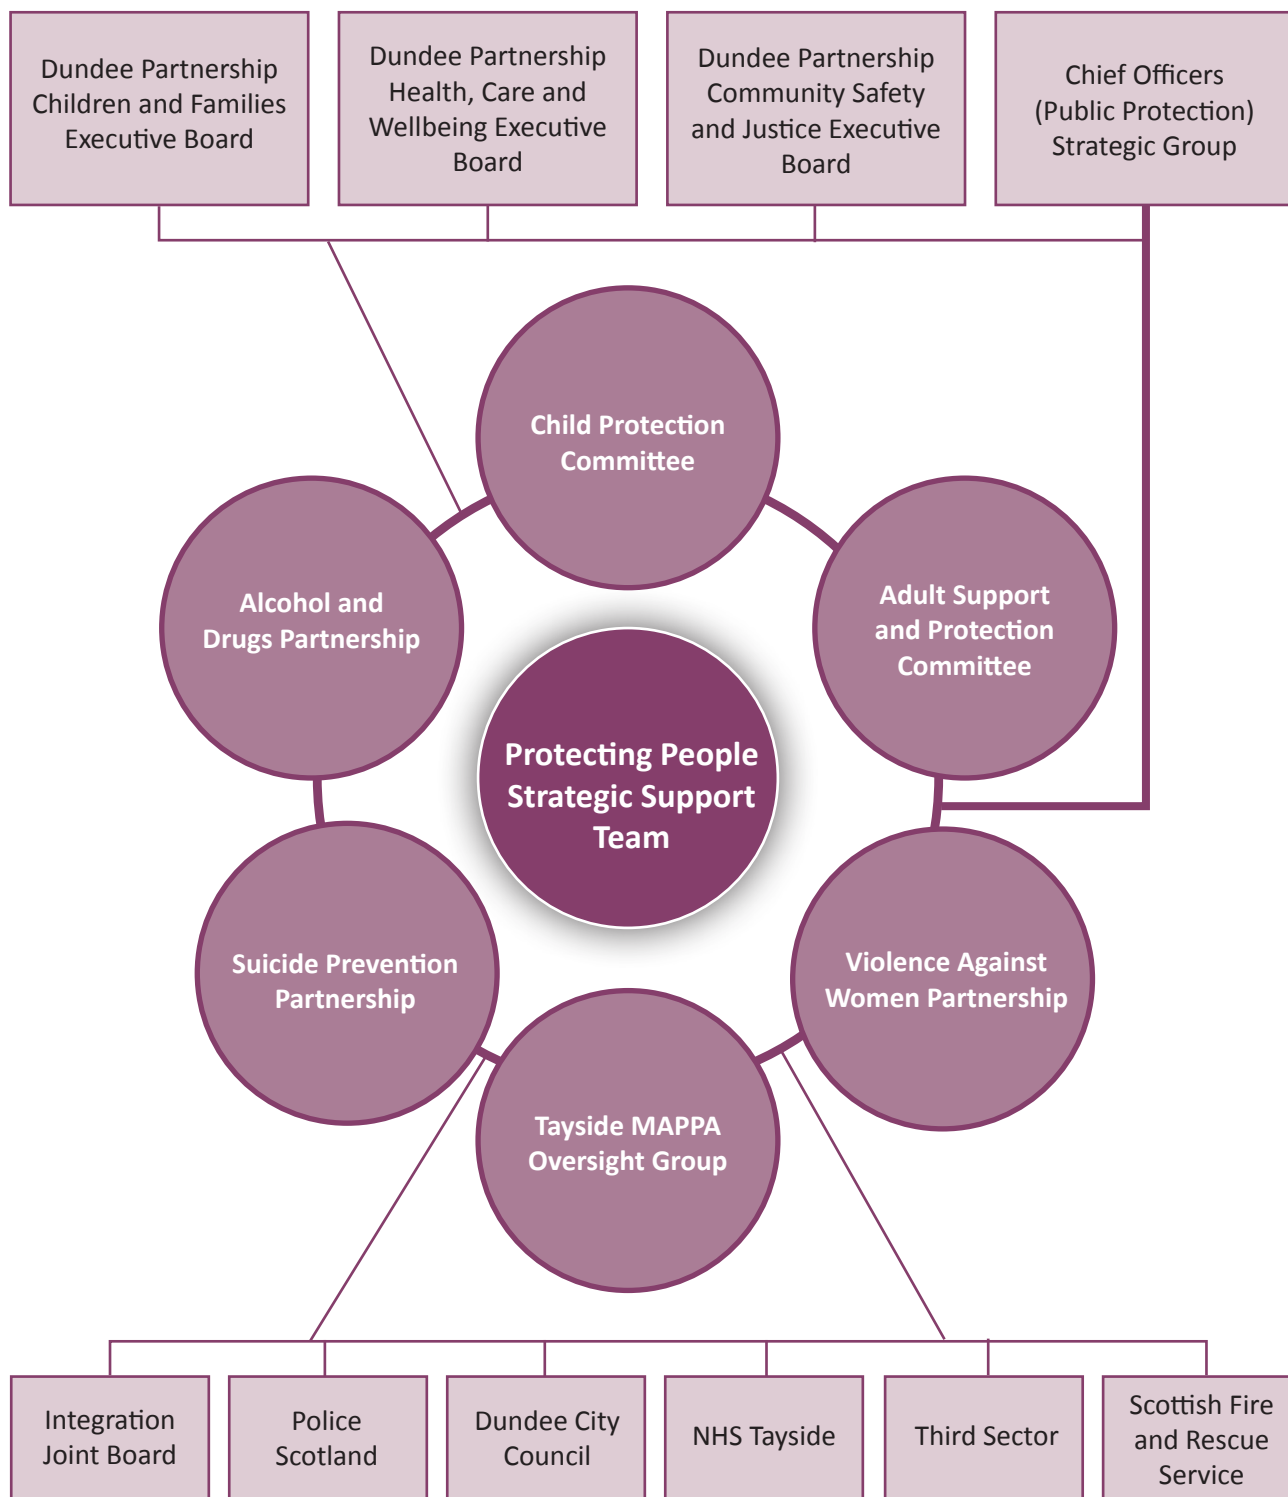 Dundee Partnership
Children and Families
Executive Board
Dundee Partnership
Health, Care and
Wellbeing Executive
Board
Dundee Partnership
Community Safety
and Justice Executive
Board
Chief Officers
(Public Protection)
Strategic Group
Child Protection
Committee
Alcohol and
Drugs Partnership
Adult Support
and Protection
Committee
Protecting People
Strategic Support
Team
Suicide Prevention
Partnership
Violence Against
Women Partnership
Tayside MAPPA
Oversight Group
Integration
Joint Board
Police
Scotland
Dundee City
Council
NHS Tayside
Third Sector
Scottish Fire
and Rescue
Service